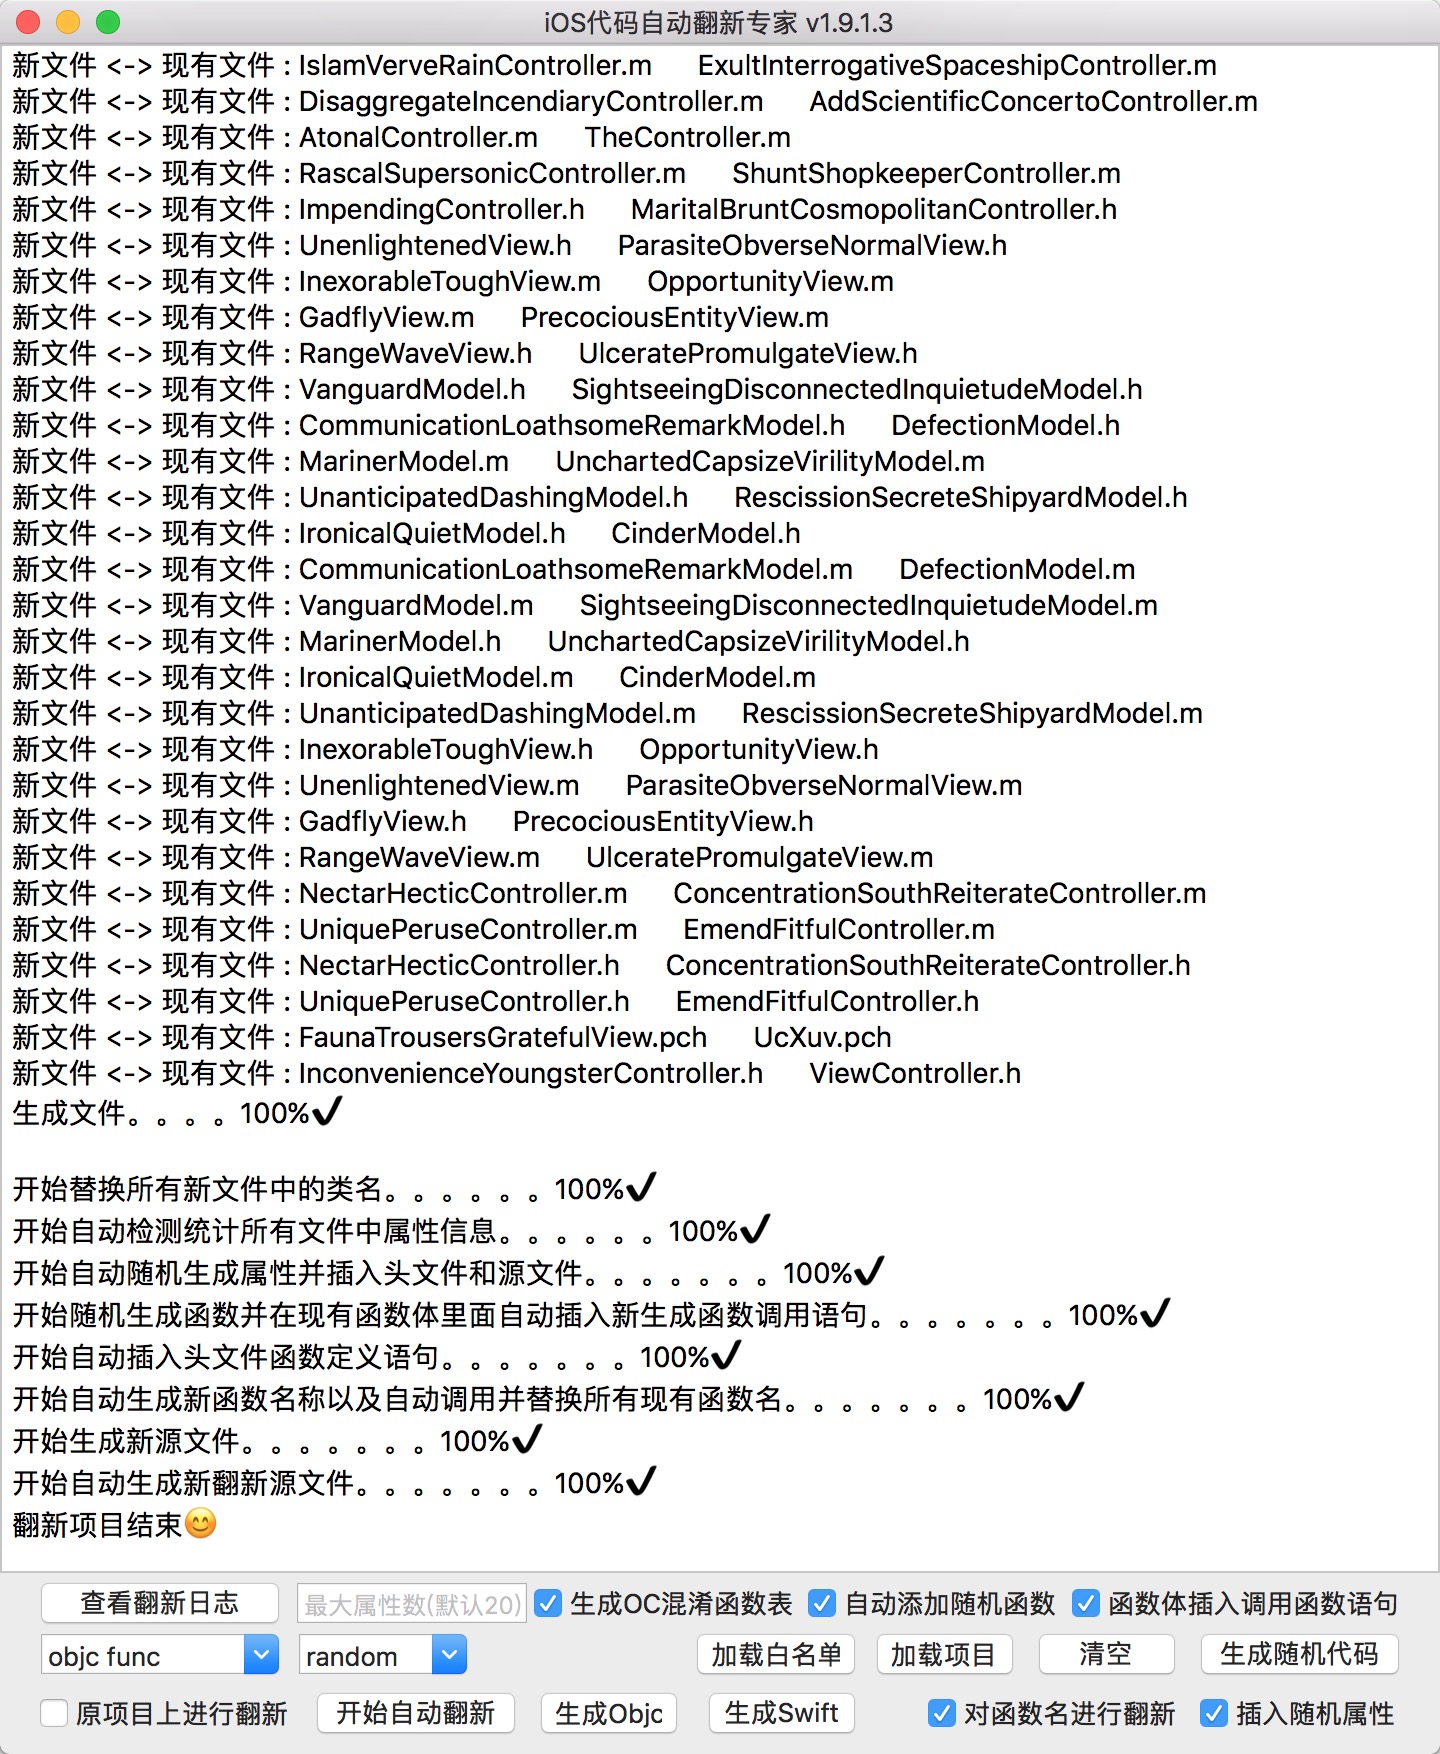 iOS代码自动翻新专家 v1.9.1.3
新文件 <-> 现有文件 : IslamVerveRainController.m ExultInterrogativeSpaceshipController.m
新文件 <-> 现有文件 : DisaggregateIncendiaryController.m AddScientificConcertoController.m
新文件 <-> 现有文件 : AtonalController.m TheController.m
新文件 <-> 现有文件 : RascalSupersonicController.m ShuntShopkeeperController.m
新文件 <-> 现有文件 : ImpendingController.h MaritalBruntCosmopolitanController.h
新文件 <-> 现有文件 : UnenlightenedView.h ParasiteObverseNormalView.h
新文件 <-> 现有文件 : InexorableToughView.m OpportunityView.m
新文件 <-> 现有文件 : GadflyView.m PrecociousEntityView.m
新文件 <-> 现有文件 : RangeWaveView.h UlceratePromulgateView.h
新文件 <-> 现有文件 : VanguardModel.h SightseeingDisconnectedInquietudeModel.h
新文件 <-> 现有文件 : CommunicationLoathsomeRemarkModel.h DefectionModel.h
新文件 <-> 现有文件 : MarinerModel.m UnchartedCapsizeVirilityModel.m
新文件 <-> 现有文件 : UnanticipatedDashingModel.h RescissionSecreteShipyardModel.h
新文件 <-> 现有文件 : IronicalQuietModel.h CinderModel.h
新文件 <-> 现有文件 : CommunicationLoathsomeRemarkModel.m DefectionModel.m
新文件 <-> 现有文件 : VanguardModel.m SightseeingDisconnectedInquietudeModel.m
新文件 <-> 现有文件 : MarinerModel.h UnchartedCapsizeVirilityModel.h
新文件 <-> 现有文件 : IronicalQuietModel.m CinderModel.m
新文件 <-> 现有文件 : UnanticipatedDashingModel.m RescissionSecreteShipyardModel.m
新文件 <-> 现有文件 : InexorableToughView.h OpportunityView.h
新文件 <-> 现有文件 : UnenlightenedView.m ParasiteObverseNormalView.m
新文件 <-> 现有文件 : GadflyView.h PrecociousEntityView.h
新文件 <-> 现有文件 : RangeWaveView.m UlceratePromulgateView.m
新文件 <-> 现有文件 : NectarHecticController.m ConcentrationSouthReiterateController.m
新文件 <-> 现有文件 : UniquePeruseController.m EmendFitfulController.m
新文件 <-> 现有文件 : NectarHecticController.h ConcentrationSouthReiterateController.h
新文件 <-> 现有文件 : UniquePeruseController.h EmendFitfulController.h
新文件 <-> 现有文件 : FaunaTrousersGratefulView.pch UcXuv.pch
新文件 <-> 现有文件 : InconvenienceYoungsterController.h ViewController.h
生成文件。。。。100%✔
开始替换所有新文件中的类名。。。。。。100%✔
开始自动检测统计所有文件中属性信息。。。。。。100%✔
开始自动随机生成属性并插入头文件和源文件。。。。。。。100%✔
开始随机生成函数并在现有函数体里面自动插入新生成函数调用语句。。。。。。。100%✔
开始自动插入头文件函数定义语句。。。。。。。100%✔
开始自动生成新函数名称以及自动调用并替换所有现有函数名。。。。。。。100%✔
开始生成新源文件。。。。。。。100%✔
开始自动生成新翻新源文件。。。。。。。100%✔
翻新项目结束😊
查看翻新日志 最大属性数(默认20) 生成OC混淆函数表 自动添加随机函数 函数体插入调用函数语句
objc func random 加载白名单 加载项目 清空 生成随机代码
原项目上进行翻新 开始自动翻新 生成Objc 生成Swift 对函数名进行翻新 插入随机属性